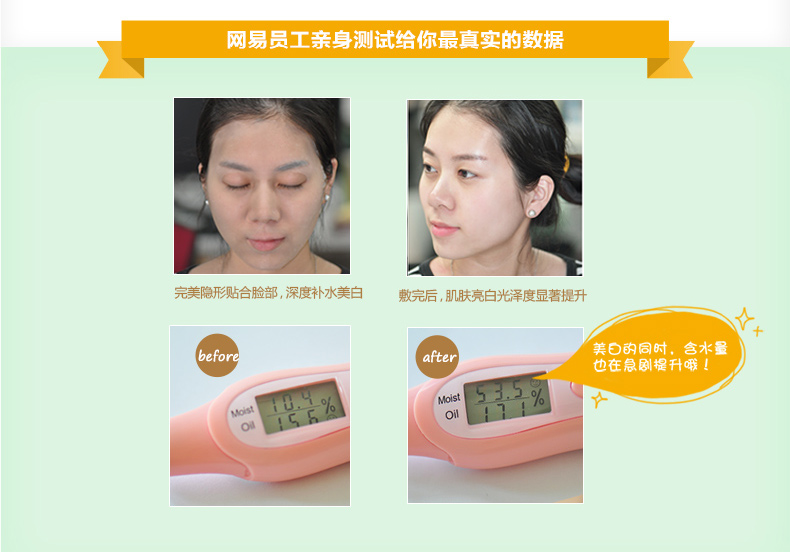 网易员工亲身测试给你最真实的数据
完美隐形贴合脸部，深度补水美白
敷完后，肌肤亮白光泽度显著提升
before
Moist 10.4
Oil 15.6 %
after
Moist 53.5
Oil 17.1 %
美白的同时，含水量
也在急剧提升哦！